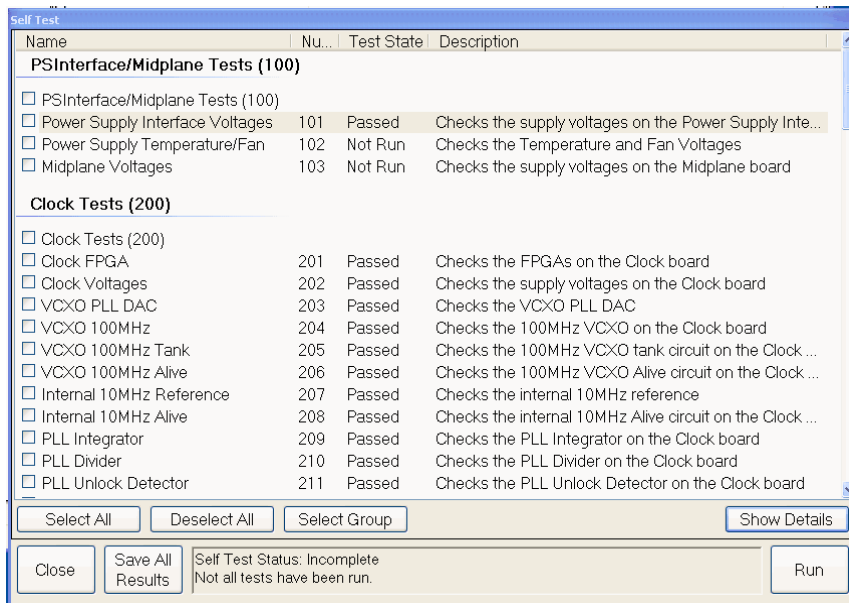 Self Test
Name Nu... Test State Description
PSInterface/Midplane Tests (100)
PSInterface/Midplane Tests (100)
Power Supply Interface Voltages 101 Passed Checks the supply voltages on the Power Supply Inte...
Power Supply Temperature/Fan 102 Not Run Checks the Temperature and Fan Voltages
Midplane Voltages 103 Not Run Checks the supply voltages on the Midplane board
Clock Tests (200)
Clock Tests (200)
Clock FPGA 201 Passed Checks the FPGAs on the Clock board
Clock Voltages 202 Passed Checks the supply voltages on the Clock board
VCXO PLL DAC 203 Passed Checks the VCXO PLL DAC
VCXO 100MHz 204 Passed Checks the 100MHz VCXO on the Clock board
VCXO 100MHz Tank 205 Passed Checks the 100MHz VCXO tank circuit on the Clock ...
VCXO 100MHz Alive 206 Passed Checks the 100MHz VCXO Alive circuit on the Clock ...
Internal 10MHz Reference 207 Passed Checks the internal 10MHz reference
Internal 10MHz Alive 208 Passed Checks the internal 10MHz Alive circuit on the Clock ...
PLL Integrator 209 Passed Checks the PLL Integrator on the Clock board
PLL Divider 210 Passed Checks the PLL Divider on the Clock board
PLL Unlock Detector 211 Passed Checks the PLL Unlock Detector on the Clock board
Select All Deselect All Select Group Show Details
Close Save All Results Self Test Status: Incomplete
Not all tests have been run. Run